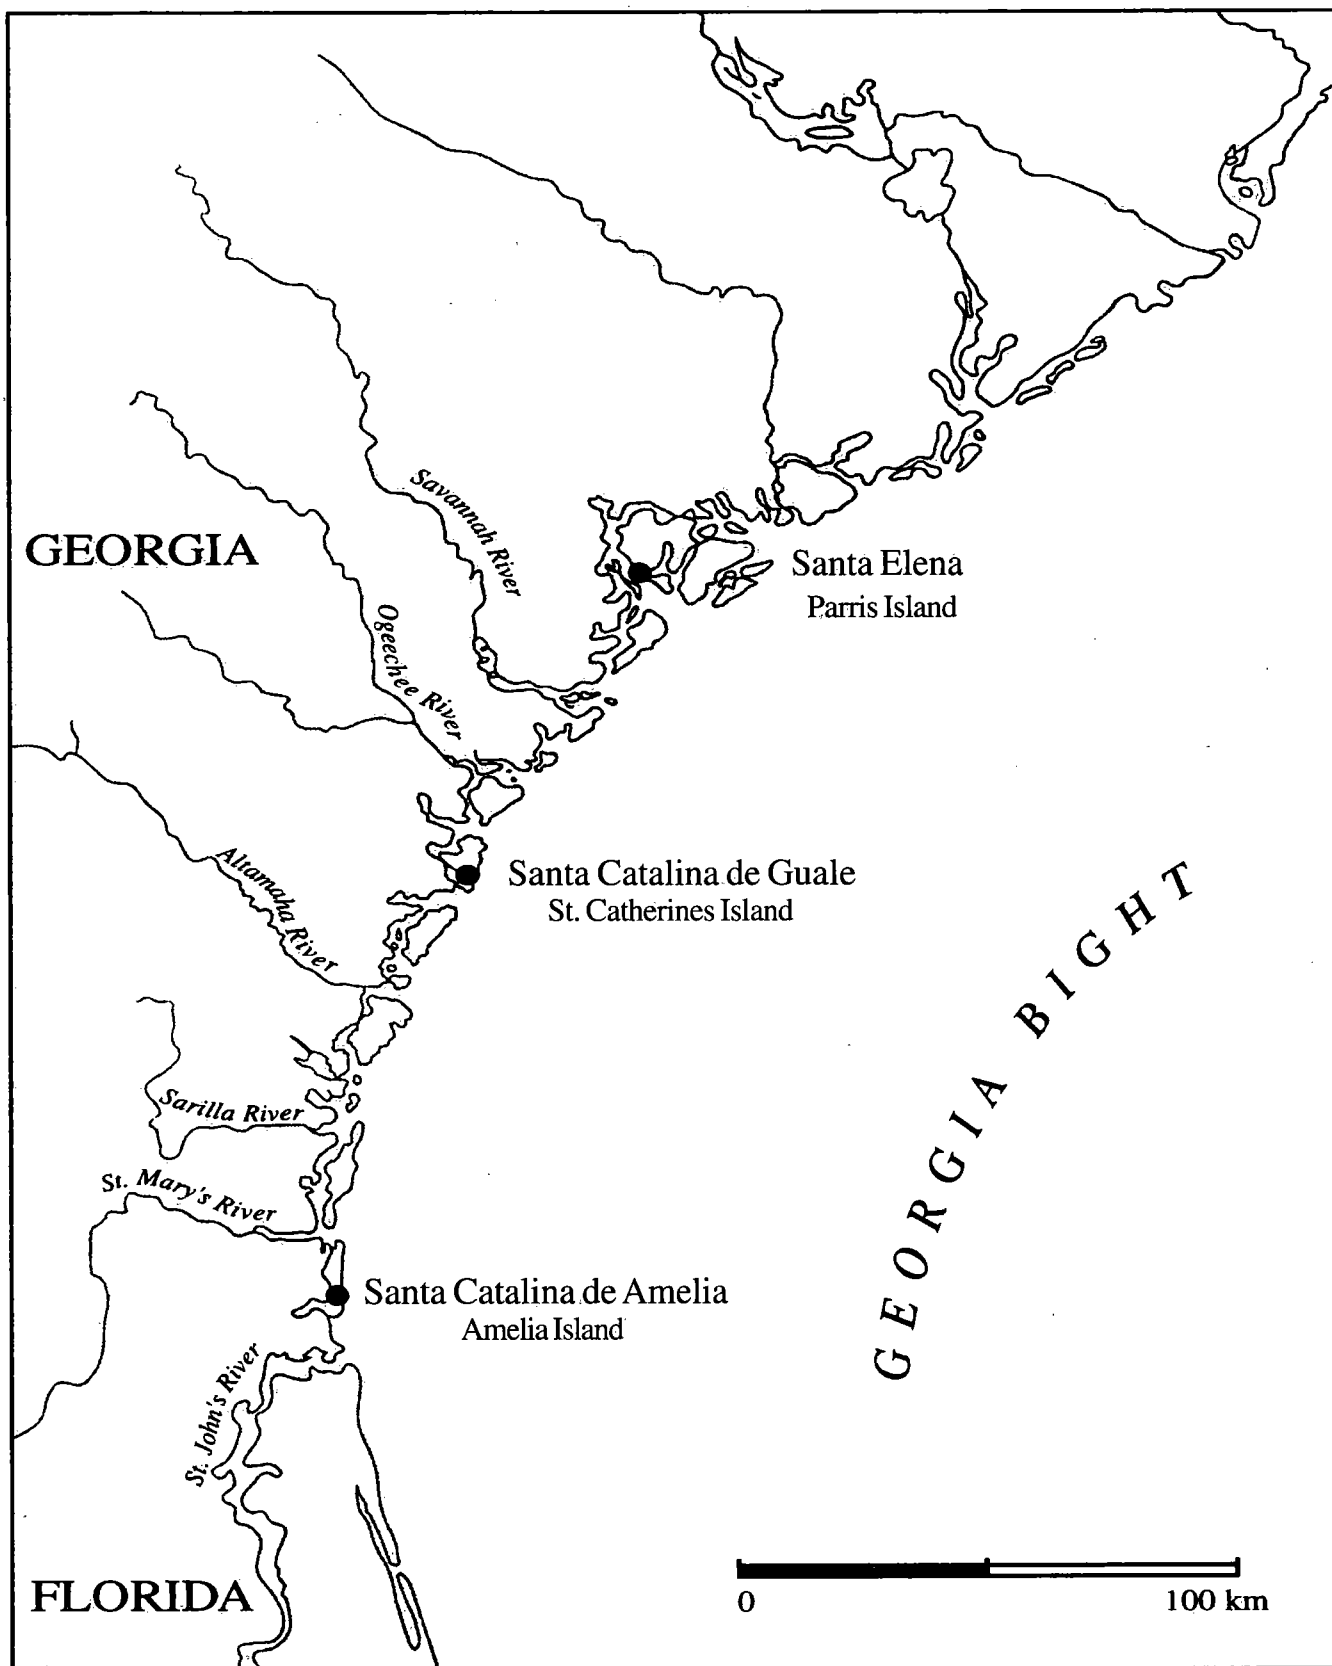 Savannah River
GEORGIA
Santa Elena
Parris Island
Ogeechee River
Altamaha River
Santa Catalina de Guale
St. Catherines Island
GEORGIA BIGHT
Sarilla River
St. Mary's River
Santa Catalina de Amelia
Amelia Island
St. John's River
FLORIDA
0
100 km